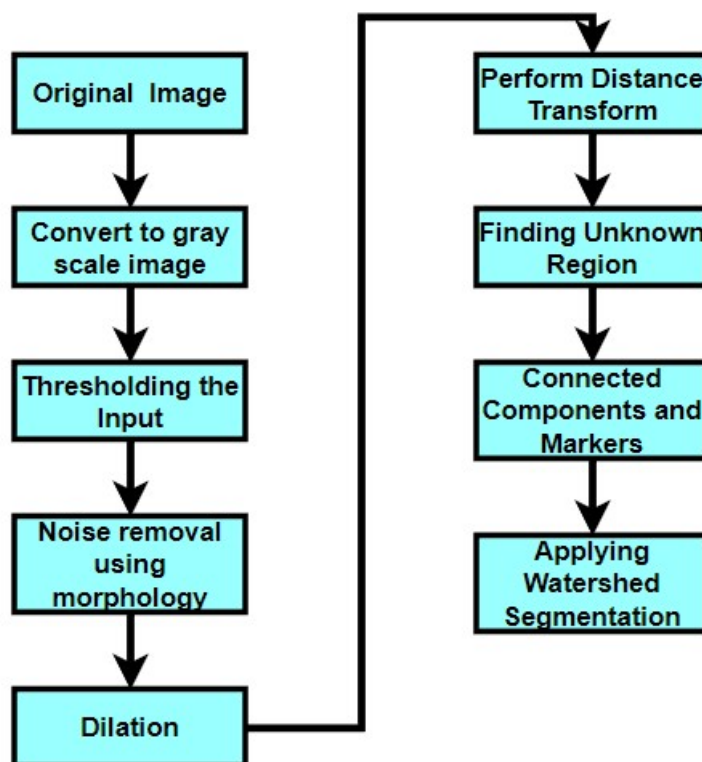 Original Image
Convert to gray
scale image
Thresholding the
Input
Noise removal
using
morphology
Dilation
Perform Distance
Transform
Finding Unknown
Region
Connected
Components and
Markers
Applying
Watershed
Segmentation